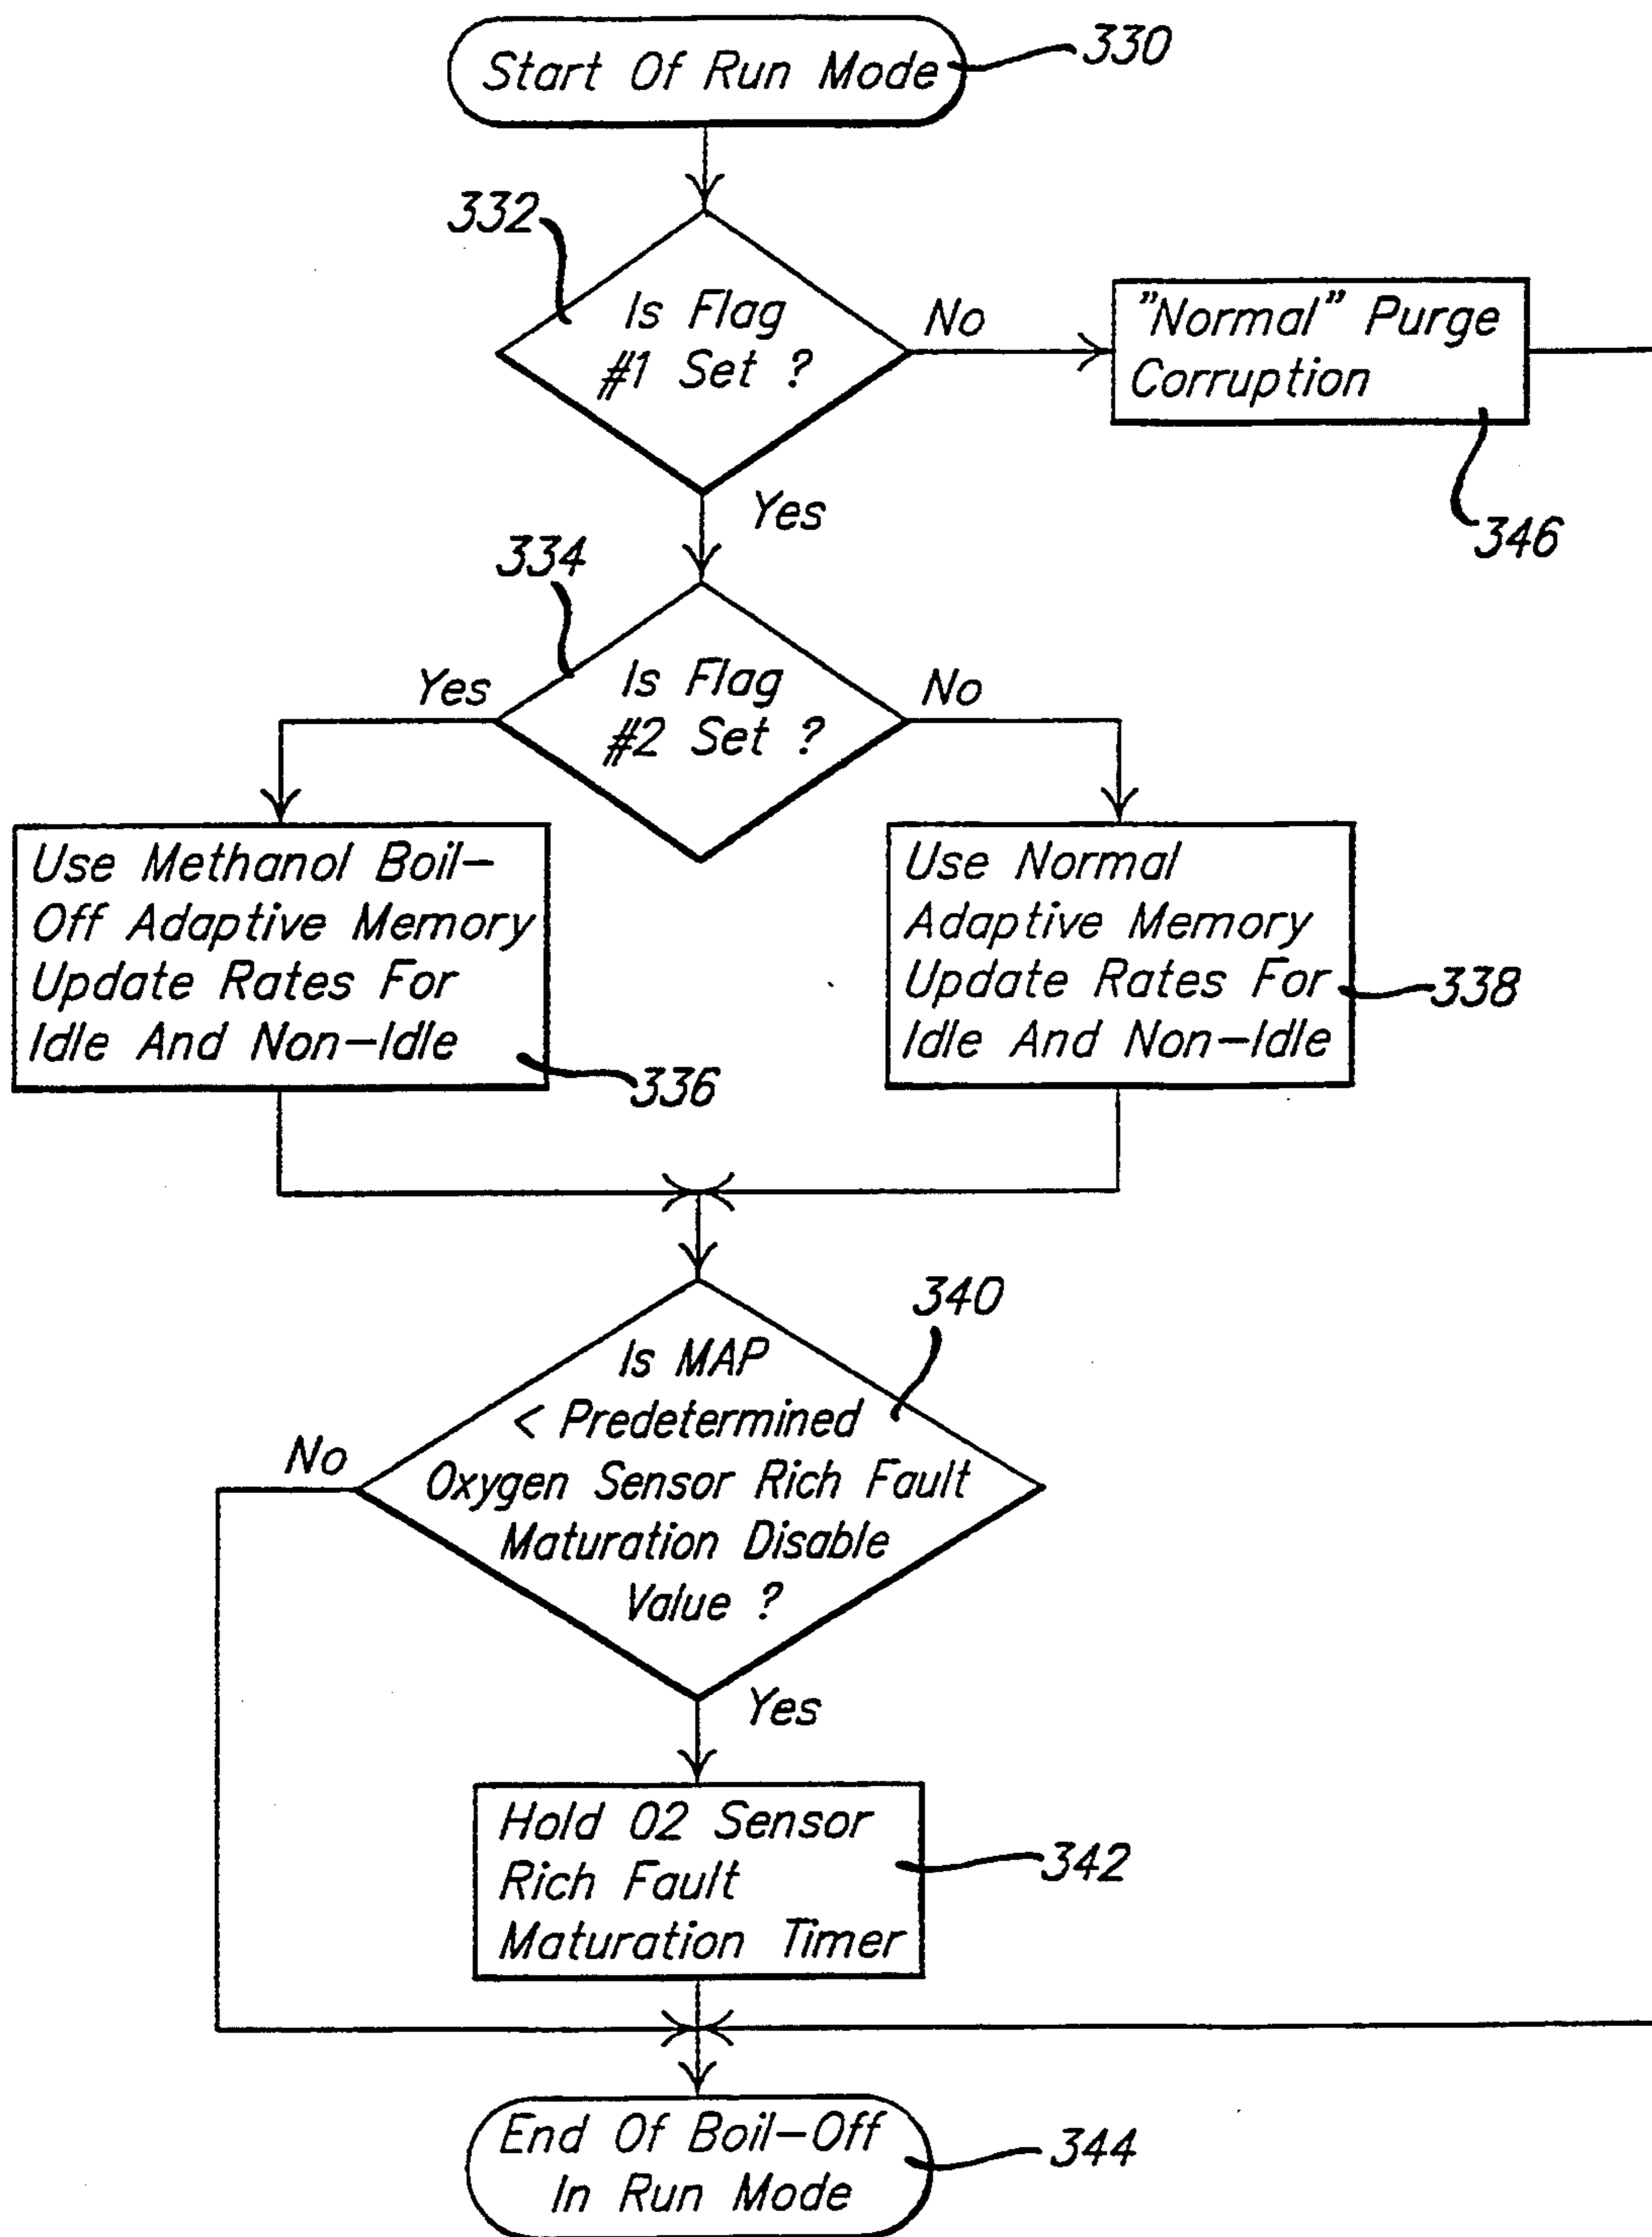 Start Of Run Mode
330
332
Is Flag
#1 Set ?
No
"Normal" Purge
Corruption
346
Yes
334
Is Flag
#2 Set ?
Yes
No
Use Methanol Boil-
Off Adaptive Memory
Update Rates For
Idle And Non-Idle
336
Use Normal
Adaptive Memory
Update Rates For
Idle And Non-Idle
338
340
Is MAP
< Predetermined
Oxygen Sensor Rich Fault
Maturation Disable
Value ?
No
Yes
Hold O2 Sensor
Rich Fault
Maturation Timer
342
End Of Boil-Off
In Run Mode
344